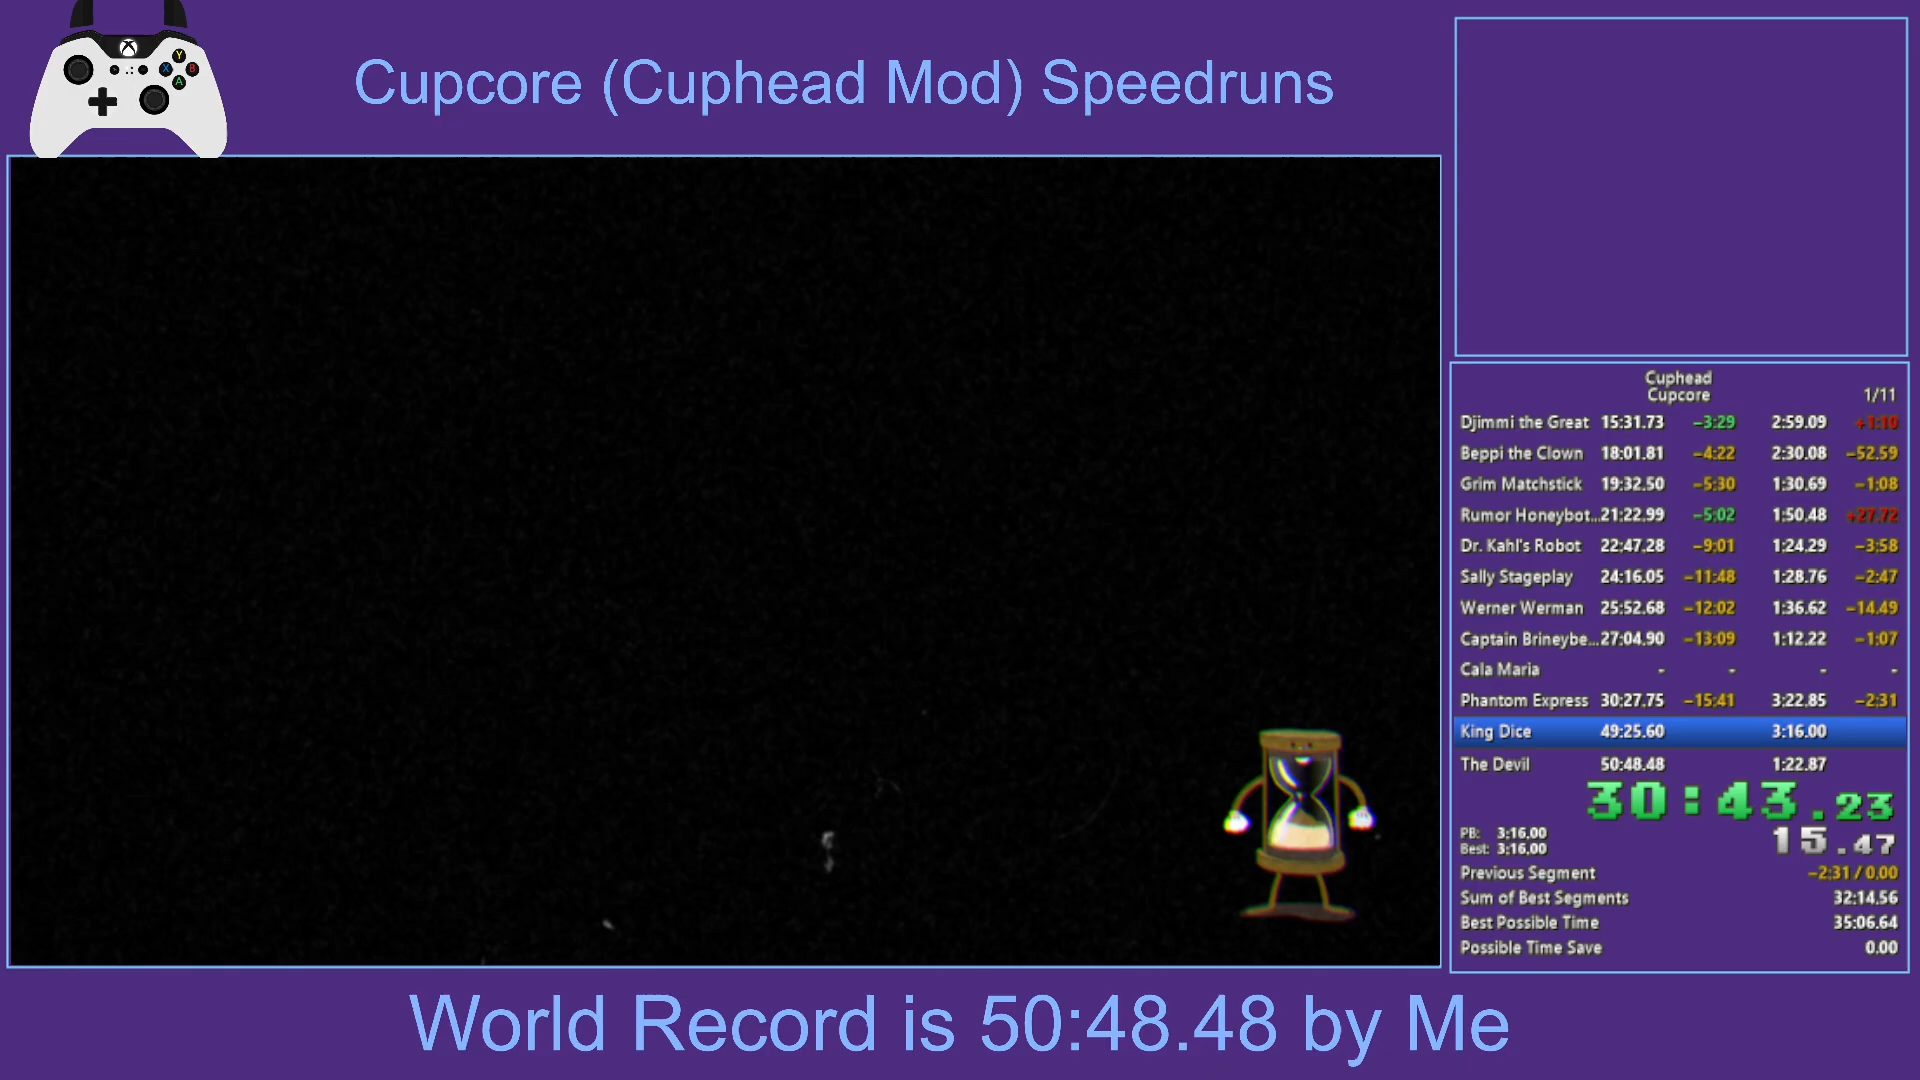 Y
X B
A
Cupcore (Cuphead Mod) Speedruns
Cuphead
Cupcore 1/11
Djimmi the Great 15:31.73 -3:29 2:59.09 +1:10
Beppi the Clown 18:01.81 -4:22 2:30.08 -52.59
Grim Matchstick 19:32.50 -5:30 1:30.69 -1:08
Rumor Honeybot...21:22.99 -5:02 1:50.48 +27.72
Dr. Kahl's Robot 22:47.28 -9:01 1:24.29 -3:58
Sally Stageplay 24:16.05 -11:48 1:28.76 -2:47
Werner Werman 25:52.68 -12:02 1:36.62 -14.49
Captain Brineybe...27:04.90 -13:09 1:12.22 -1:07
Cala Maria - - - -
Phantom Express 30:27.75 -15:41 3:22.85 -2:31
King Dice 49:25.60 3:16.00
The Devil 50:48.48 1:22.87
30:43.23
PB: 3:16.00
Best: 3:16.00
15.47
Previous Segment -2:31 / 0.00
Sum of Best Segments 32:14.56
Best Possible Time 35:06.64
Possible Time Save 0.00
World Record is 50:48.48 by Me